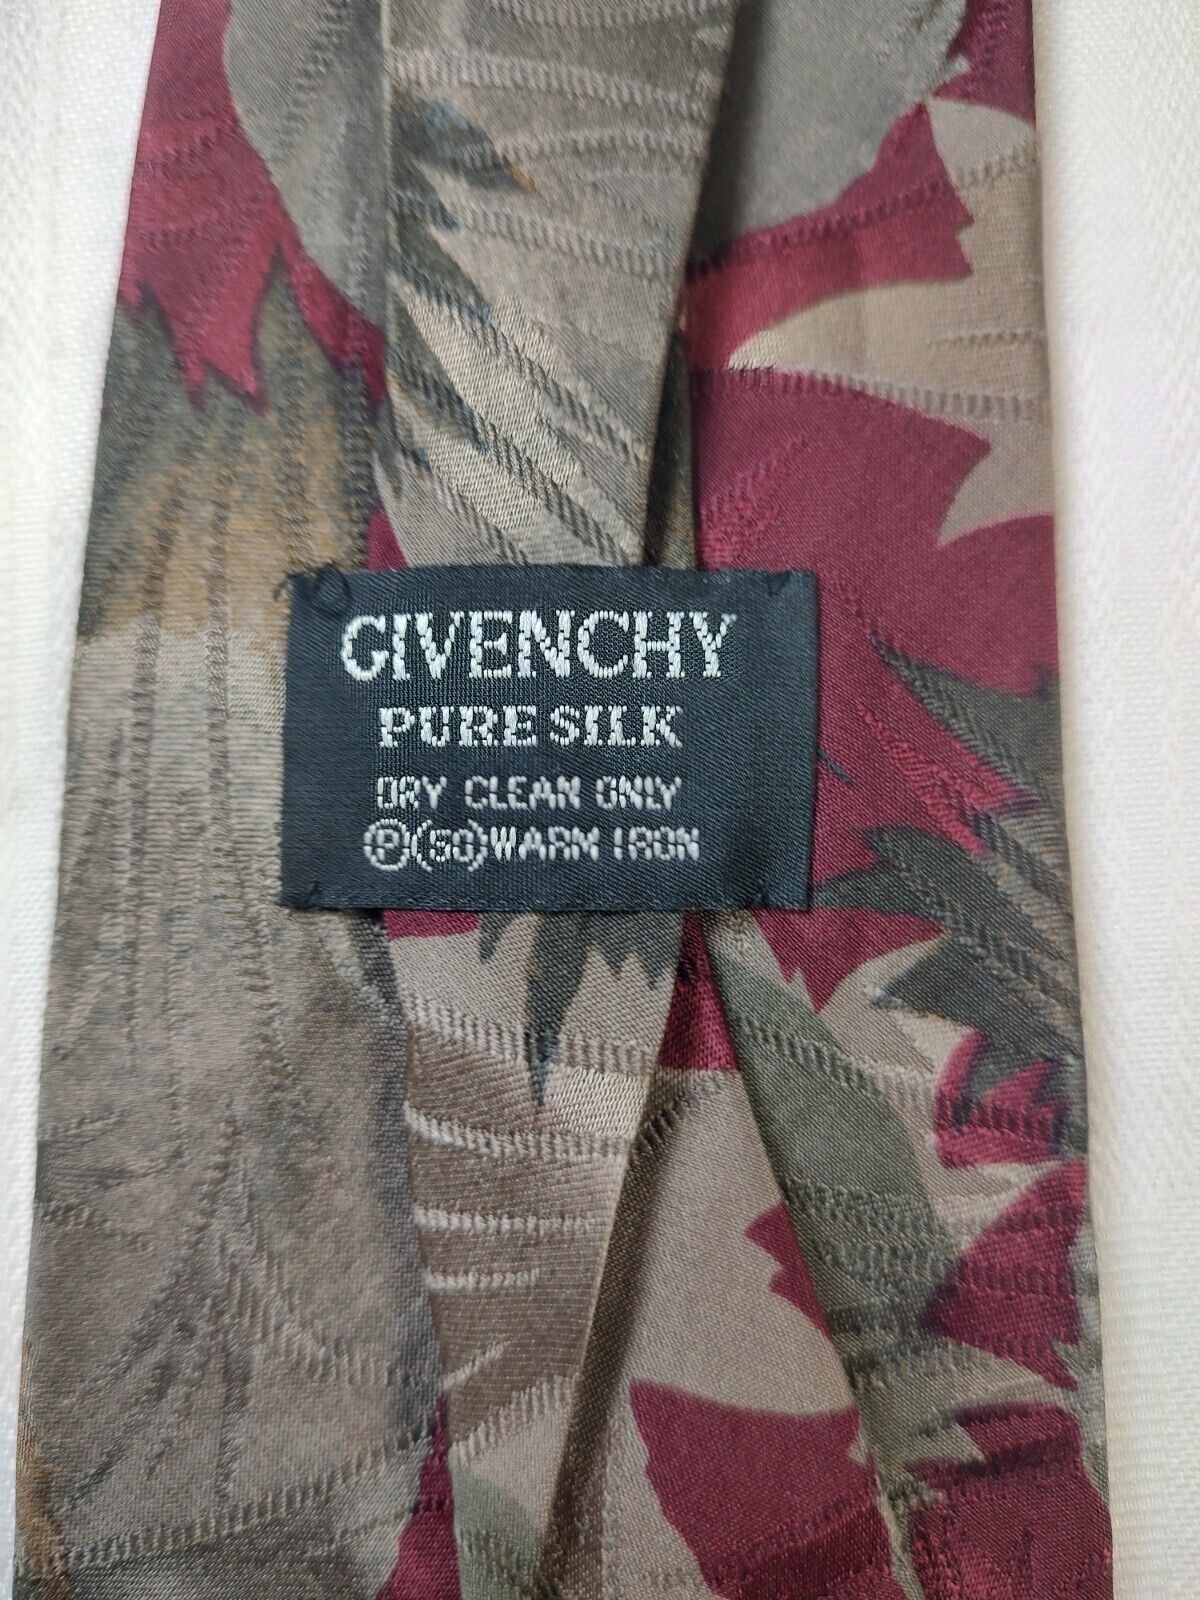 GIVENCHY
PURE SILK
DRY CLEAN ONLY
Ⓟ(50)WARM IRON